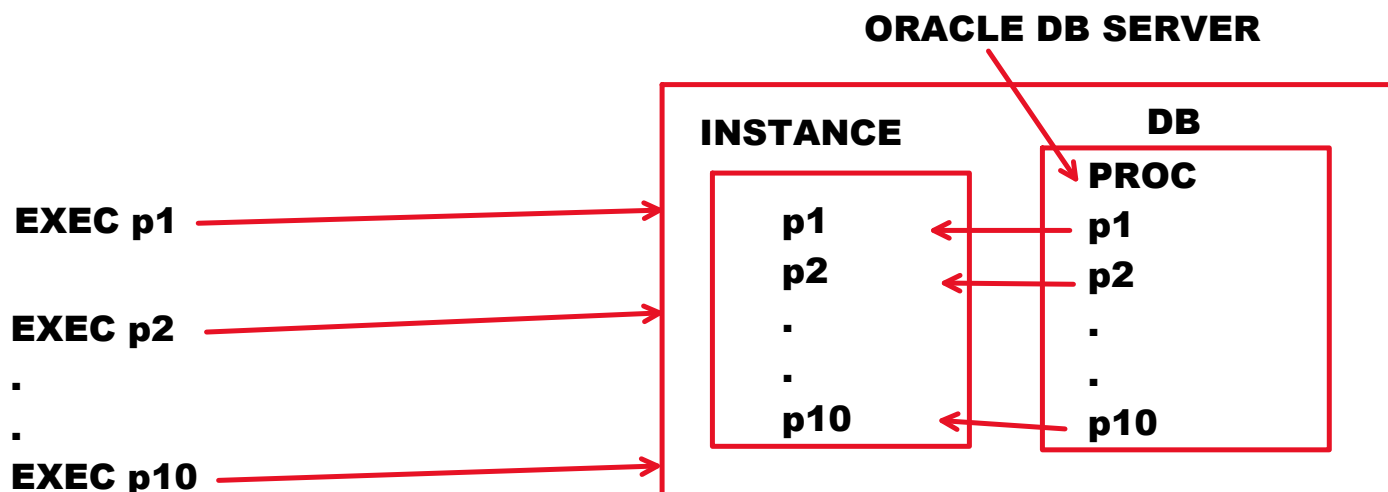 ORACLE DB SERVER
INSTANCE
DB
PROC
EXEC p1
p1
p1
p2
p2
EXEC p2
.
.
.
.
.
.
p10
p10
EXEC p10